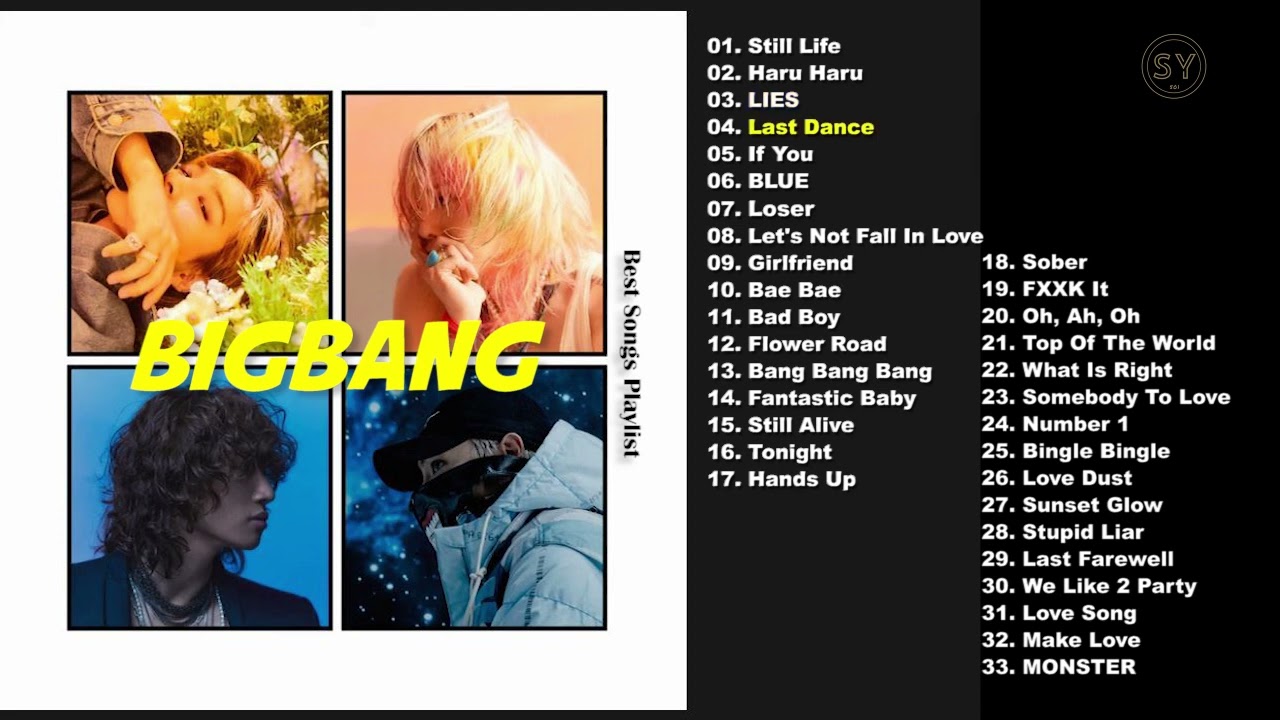 BIGBANG
Best Songs Playlist
01. Still Life
02. Haru Haru
03. LIES
04. Last Dance
05. If You
06. BLUE
07. Loser
08. Let's Not Fall In Love
09. Girlfriend
10. Bae Bae
11. Bad Boy
12. Flower Road
13. Bang Bang Bang
14. Fantastic Baby
15. Still Alive
16. Tonight
17. Hands Up
SY
501
18. Sober
19. FXXK It
20. Oh, Ah, Oh
21. Top Of The World
22. What Is Right
23. Somebody To Love
24. Number 1
25. Bingle Bingle
26. Love Dust
27. Sunset Glow
28. Stupid Liar
29. Last Farewell
30. We Like 2 Party
31. Love Song
32. Make Love
33. MONSTER